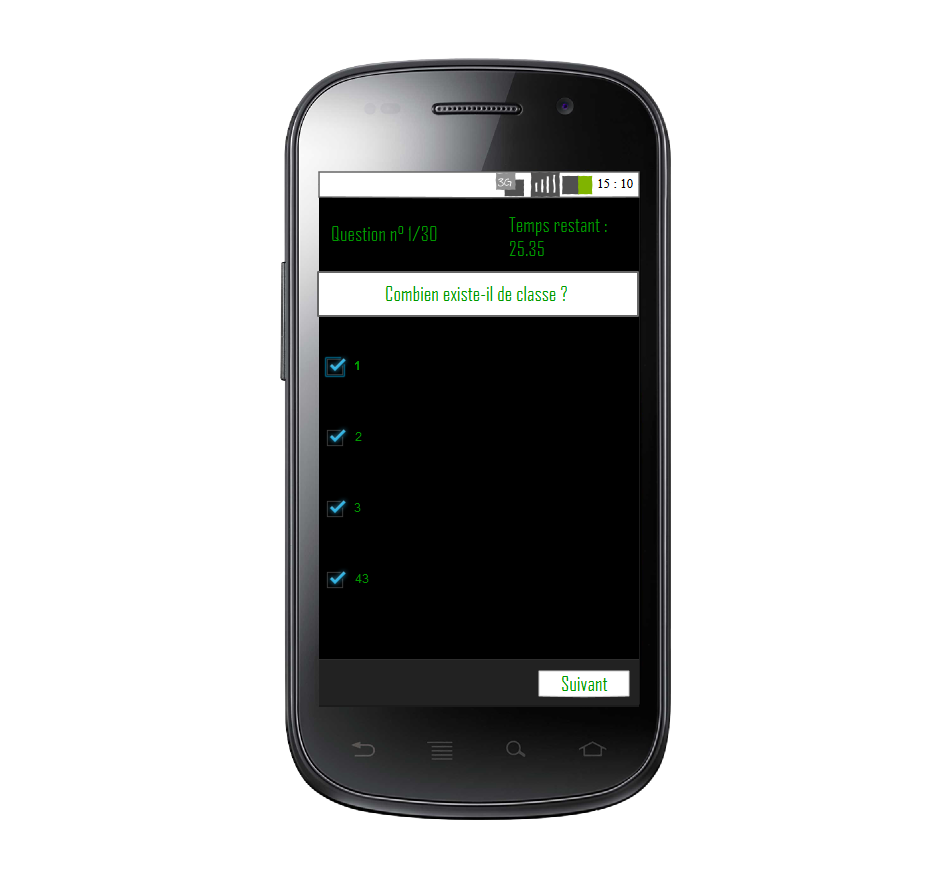 3G 15 : 10
Question n° 1/30
Temps restant :
25.35
Combien existe-il de classe ?
1
2
3
43
Suivant